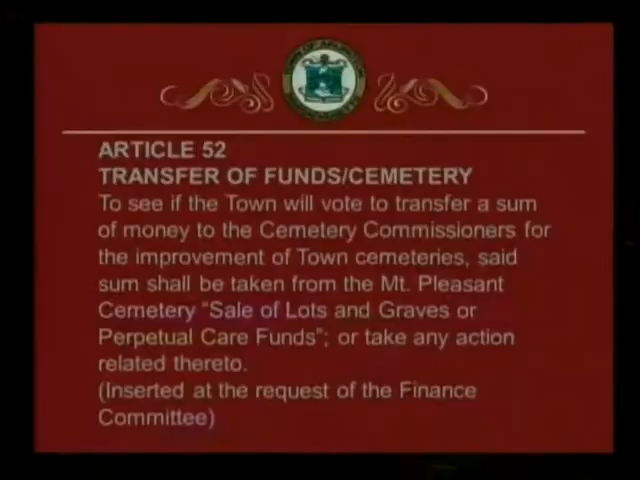 ARTICLE 52
TRANSFER OF FUNDS/CEMETERY
To see if the Town will vote to transfer a sum
of money to the Cemetery Commissioners for
the improvement of Town cemeteries, said
sum shall be taken from the Mt. Pleasant
Cemetery “Sale of Lots and Graves or
Perpetual Care Funds”; or take any action
related thereto.
(Inserted at the request of the Finance
Committee)